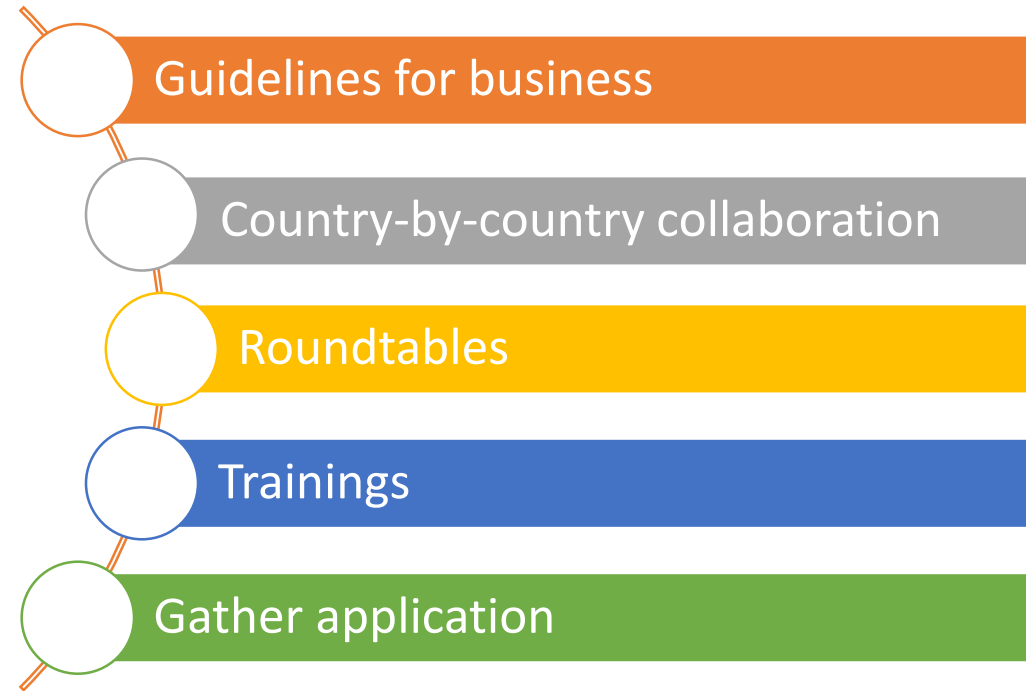 Guidelines for business
Country-by-country collaboration
Roundtables
Trainings
Gather application